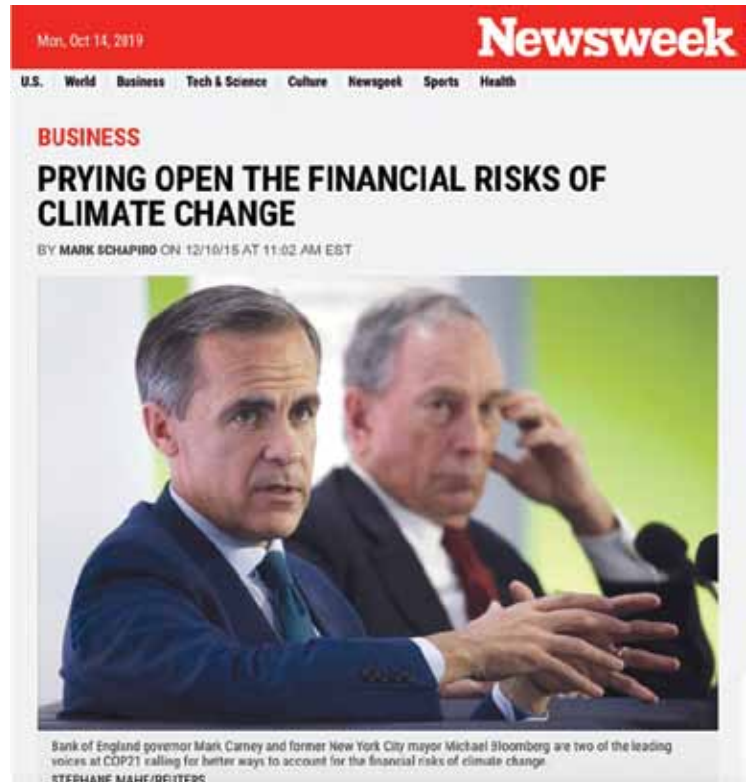 Mon, Oct 14, 2019
Newsweek
U.S. World Business Tech & Science Culture Newsgeek Sports Health
BUSINESS
PRYING OPEN THE FINANCIAL RISKS OF
CLIMATE CHANGE
BY MARK SCHAPIRO ON 12/10/15 AT 11:02 AM EST
Bank of England governor Mark Carney and former New York City mayor Michael Bloomberg are two of the leading
voices at COP21 calling for better ways to account for the financial risks of climate change.
STEPHANE MAHE/REUTERS